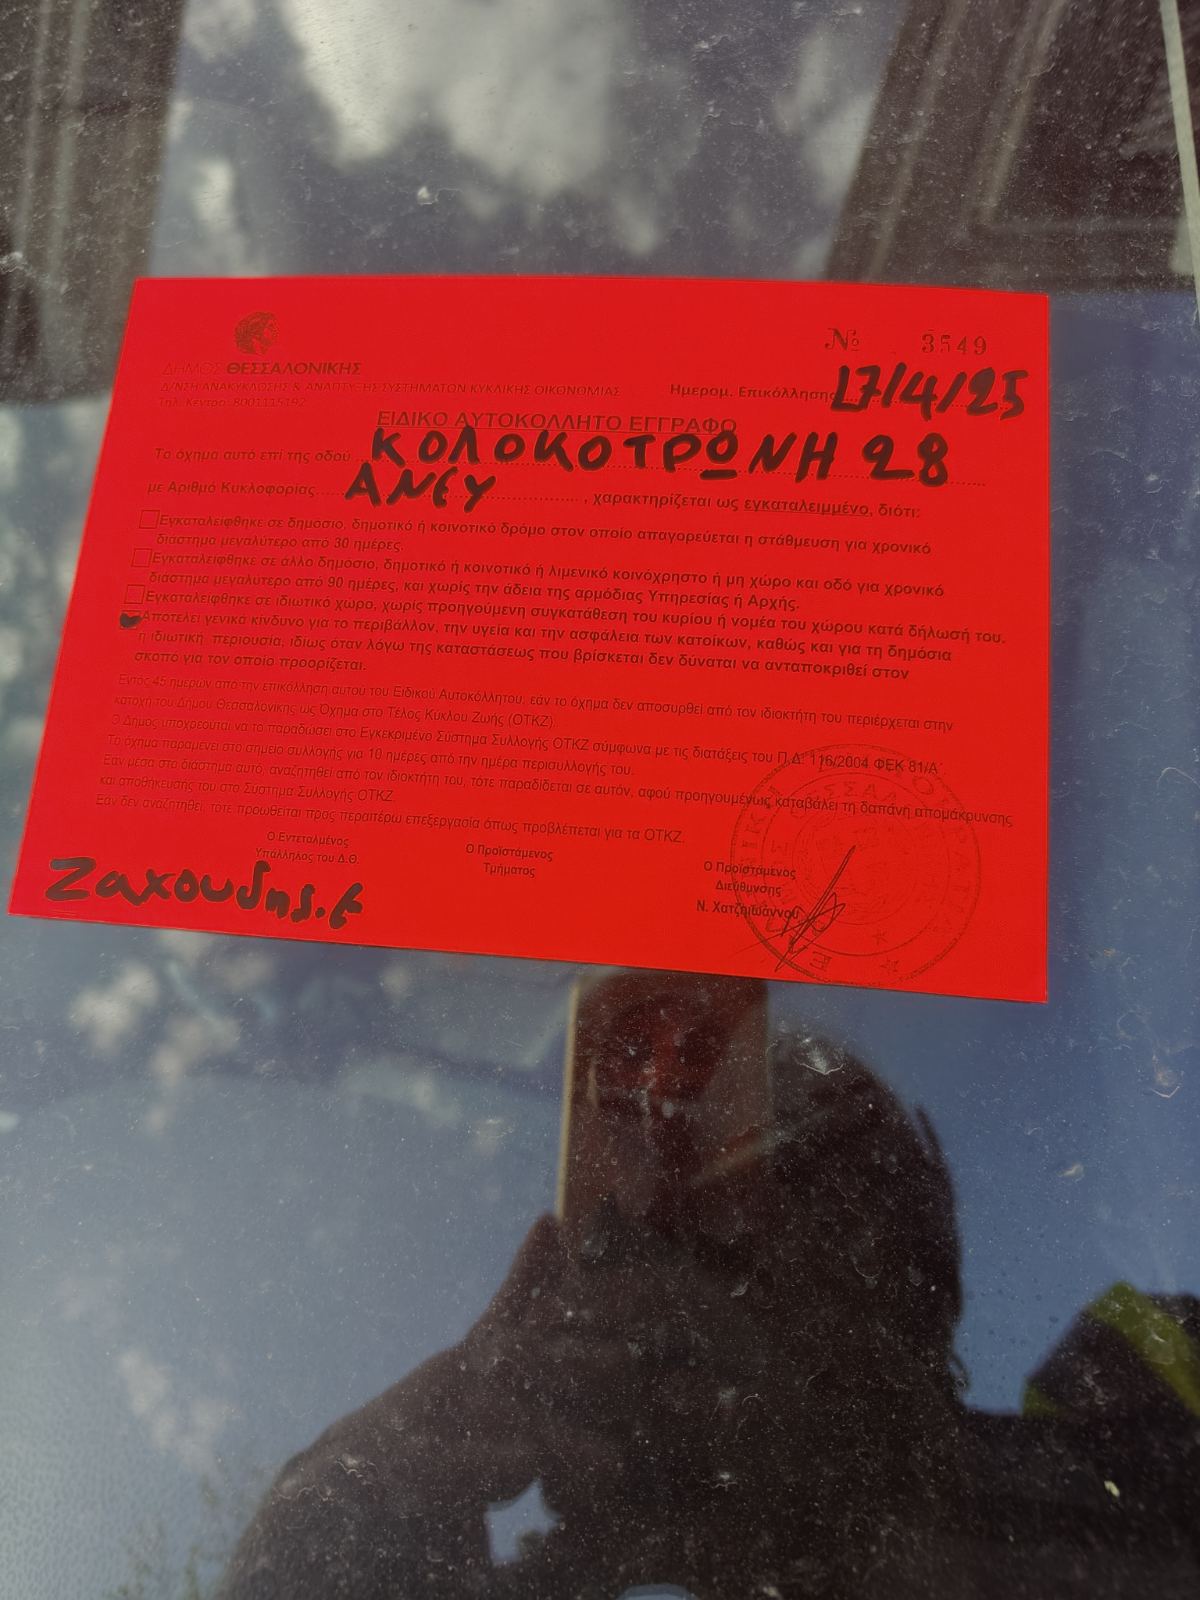 ΔΗΜΟΣ ΘΕΣΣΑΛΟΝΙΚΗΣ
Δ/ΝΣΗ ΑΝΑΚΥΚΛΩΣΗΣ & ΑΝΑΠΤΥΞΗΣ ΣΥΣΤΗΜΑΤΩΝ ΚΥΚΛΙΚΗΣ ΟΙΚΟΝΟΜΙΑΣ
Τηλ. Κέντρο: 8001115192
№ 3549
Ημερομ. Επικόλλησης 17/4/25
ΕΙΔΙΚΟ ΑΥΤΟΚΟΛΛΗΤΟ ΕΓΓΡΑΦΟ
Το όχημα αυτό επί της οδού ΚΟΛΟΚΟΤΡΩΝΗ 28
με Αριθμό Κυκλοφορίας ΑΝΕΥ, χαρακτηρίζεται ως εγκαταλειμμένο, διότι:
Εγκαταλείφθηκε σε δημόσιο, δημοτικό ή κοινοτικό δρόμο στον οποίο απαγορεύεται η στάθμευση για χρονικό
διάστημα μεγαλύτερο από 30 ημέρες.
Εγκαταλείφθηκε σε άλλο δημόσιο, δημοτικό ή κοινοτικό ή λιμενικό κοινόχρηστο ή μη χώρο και οδό για χρονικό
διάστημα μεγαλύτερο από 90 ημέρες, και χωρίς την άδεια της αρμόδιας Υπηρεσίας ή Αρχής.
Εγκαταλείφθηκε σε ιδιωτικό χώρο, χωρίς προηγούμενη συγκατάθεση του κυρίου ή νομέα του χώρου κατά δήλωσή του.
Αποτελεί γενικά κίνδυνο για το περιβάλλον, την υγεία και την ασφάλεια των κατοίκων, καθώς και για τη δημόσια
ή ιδιωτική περιουσία, ιδίως όταν λόγω της καταστάσεως που βρίσκεται δεν δύναται να ανταποκριθεί στον
σκοπό για τον οποίο προορίζεται.
Εντός 45 ημερών από την επικόλληση αυτού του Ειδικού Αυτοκόλλητου, εάν το όχημα δεν αποσυρθεί από τον ιδιοκτήτη του περιέρχεται στην
κατοχή του Δήμου Θεσσαλονίκης ως Όχημα στο Τέλος Κύκλου Ζωής (ΟΤΚΖ).
Ο Δήμος υποχρεούται να το παραδώσει στο Εγκεκριμένο Σύστημα Συλλογής ΟΤΚΖ σύμφωνα με τις διατάξεις του Π.Δ. 116/2004 ΦΕΚ 81/Α΄
Το όχημα παραμένει στο σημείο συλλογής για 10 ημέρες από την ημέρα περισυλλογής του.
Εάν μέσα στο διάστημα αυτό, αναζητηθεί από τον ιδιοκτήτη του, τότε παραδίδεται σε αυτόν, αφού προηγουμένως καταβάλει τη δαπάνη απομάκρυνσης
και αποθήκευσής του στο Σύστημα Συλλογής ΟΤΚΖ.
Εάν δεν αναζητηθεί, τότε προωθείται προς περαιτέρω επεξεργασία όπως προβλέπεται για τα ΟΤΚΖ.
Ο Εντεταλμένος
Υπάλληλος του Δ.Θ.
Ζαχουδης.ε
Ο Προϊστάμενος
Τμήματος
Ο Προϊστάμενος
Διεύθυνσης
Ν. Χατζηιωάννου